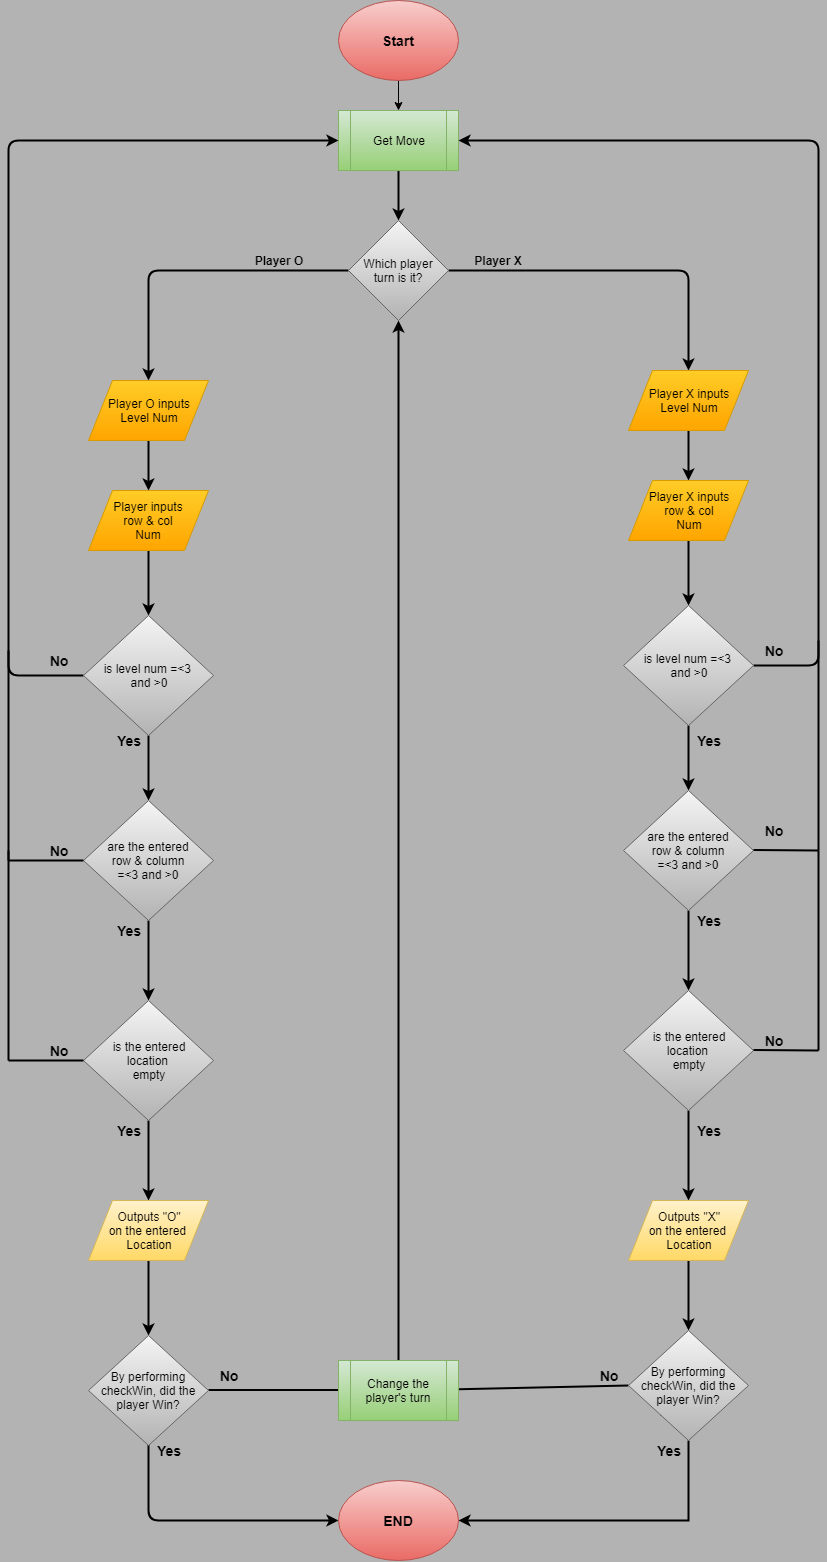 Start
Get Move
Player O
Which player
turn is it?
Player X
Player O inputs
Level Num
Player X inputs
Level Num
Player inputs
row & col
Num
Player X inputs
row & col
Num
No
is level num =<3
and >0
Yes
is level num =<3
and >0
No
Yes
No
are the entered
row & column
=<3 and >0
Yes
are the entered
row & column
=<3 and >0
No
Yes
No
is the entered
location
empty
Yes
is the entered
location
empty
No
Yes
Outputs "O"
on the entered
Location
Outputs "X"
on the entered
Location
By performing
checkWin, did the
player Win?
No
Yes
Change the
player's turn
No
By performing
checkWin, did the
player Win?
Yes
END